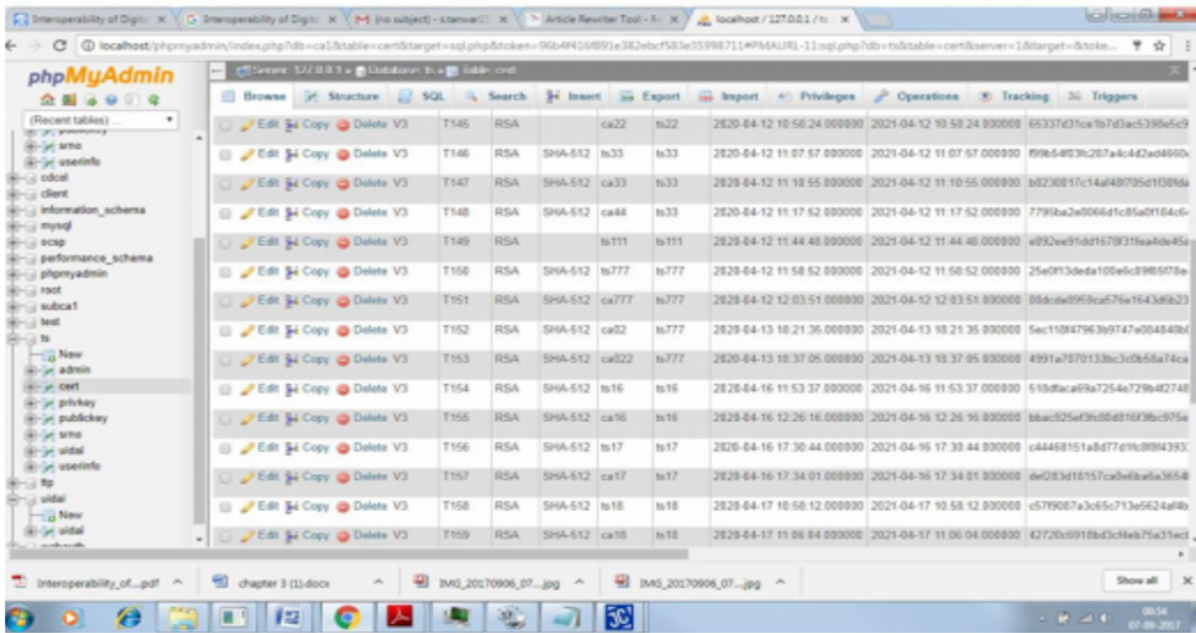 Interoperability of Digit
Interoperability of Digit
(no subject) - s.tanwar1
Article Rewriter Tool - R
localhost / 127.0.0.1 / ts
localhost/phpmyadmin/index.php?db=ca1&table=cert&target=sql.php&token=
phpMyAdmin
(Recent tables) ...
Server: 127.0.0.1 » Database: ts » Table: cert
Browse Structure SQL Search Insert Export Import Privileges Operations Tracking Triggers
srno
userinfo
cdcol
client
information_schema
mysql
ocsp
performance_schema
phpmyadmin
root
subca1
test
ts
New
admin
cert
privkey
publickey
srno
uidai
userinfo
ftp
uidai
New
uidai
Edit Copy Delete V3 T145 RSA ca22 ts22 2020-04-12 10:58:24.000000 2021-04-12 10:58:24.000000
Edit Copy Delete V3 T146 RSA SHA-512 ts33 ts33 2020-04-12 11:07:57.000000 2021-04-12 11:07:57.000000
Edit Copy Delete V3 T147 RSA SHA-512 ca33 ts33 2020-04-12 11:10:55.000000 2021-04-12 11:10:55.000000
Edit Copy Delete V3 T148 RSA SHA-512 ca44 ts33 2020-04-12 11:17:52.000000 2021-04-12 11:17:52.000000
Edit Copy Delete V3 T149 RSA ts111 ts111 2020-04-12 11:44:48.000000 2021-04-12 11:44:48.000000
Edit Copy Delete V3 T150 RSA SHA-512 ts777 ts777 2020-04-12 11:58:52.000000 2021-04-12 11:58:52.000000
Edit Copy Delete V3 T151 RSA SHA-512 ca777 ts777 2020-04-12 12:03:51.000000 2021-04-12 12:03:51.000000
Edit Copy Delete V3 T152 RSA SHA-512 ca02 ts777 2020-04-13 18:21:35.000000 2021-04-13 18:21:35.000000
Edit Copy Delete V3 T153 RSA SHA-512 ca022 ts777 2020-04-13 18:37:05.000000 2021-04-13 18:37:05.000000
Edit Copy Delete V3 T154 RSA SHA-512 ts16 ts16 2020-04-16 11:53:37.000000 2021-04-16 11:53:37.000000
Edit Copy Delete V3 T155 RSA SHA-512 ca16 ts16 2020-04-16 12:26:16.000000 2021-04-16 12:26:16.000000
Edit Copy Delete V3 T156 RSA SHA-512 ts17 ts17 2020-04-16 17:30:44.000000 2021-04-16 17:30:44.000000
Edit Copy Delete V3 T157 RSA SHA-512 ca17 ts17 2020-04-16 17:34:01.000000 2021-04-16 17:34:01.000000
Edit Copy Delete V3 T158 RSA SHA-512 ts18 ts18 2020-04-17 10:58:12.000000 2021-04-17 10:58:12.000000
Edit Copy Delete V3 T159 RSA SHA-512 ca18 ts18 2020-04-17 11:06:04.000000 2021-04-17 11:06:04.000000
Interoperability_of....pdf
chapter 3 (1).docx
IMG_20170906_07....jpg
IMG_20170906_07....jpg
Show all
08:54
07-09-2017